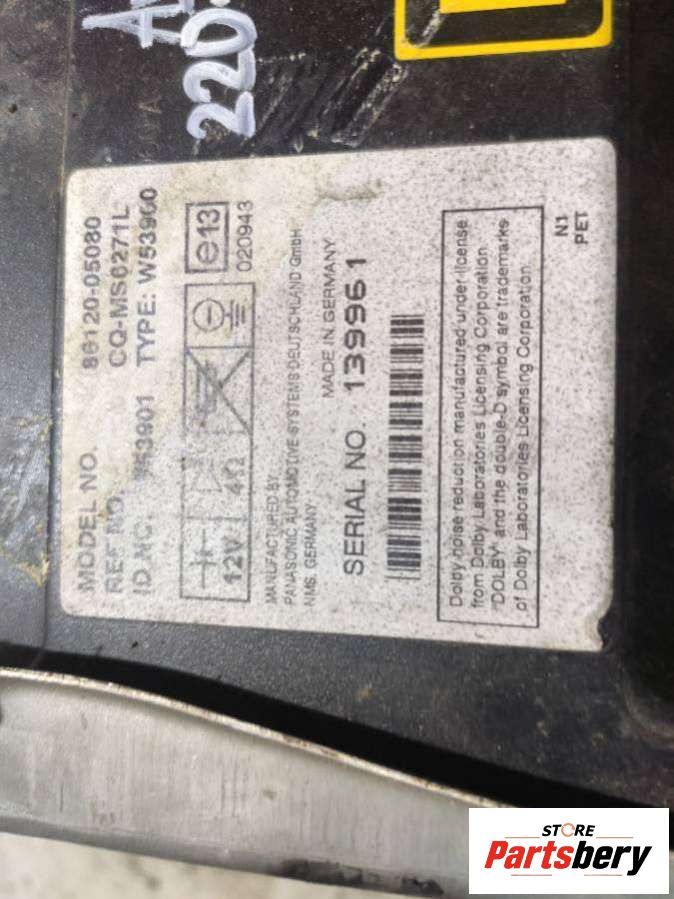 220
MODEL NO. 86120-05080
REF NO. CQ-MS6271L
ID.NO. TYPE: W53900
e13
12V 4Ω 020943
MANUFACTURED BY:
PANASONIC AUTOMOTIVE SYSTEMS DEUTSCHLAND GmbH
NMS, GERMANY MADE IN GERMANY
SERIAL NO. 139961
Dolby noise reduction manufactured under license
from Dolby Laboratories Licensing Corporation
"DOLBY" and the double-D symbol are trademarks
of Dolby Laboratories Licensing Corporation.
N1
PET
STORE
Partsbery